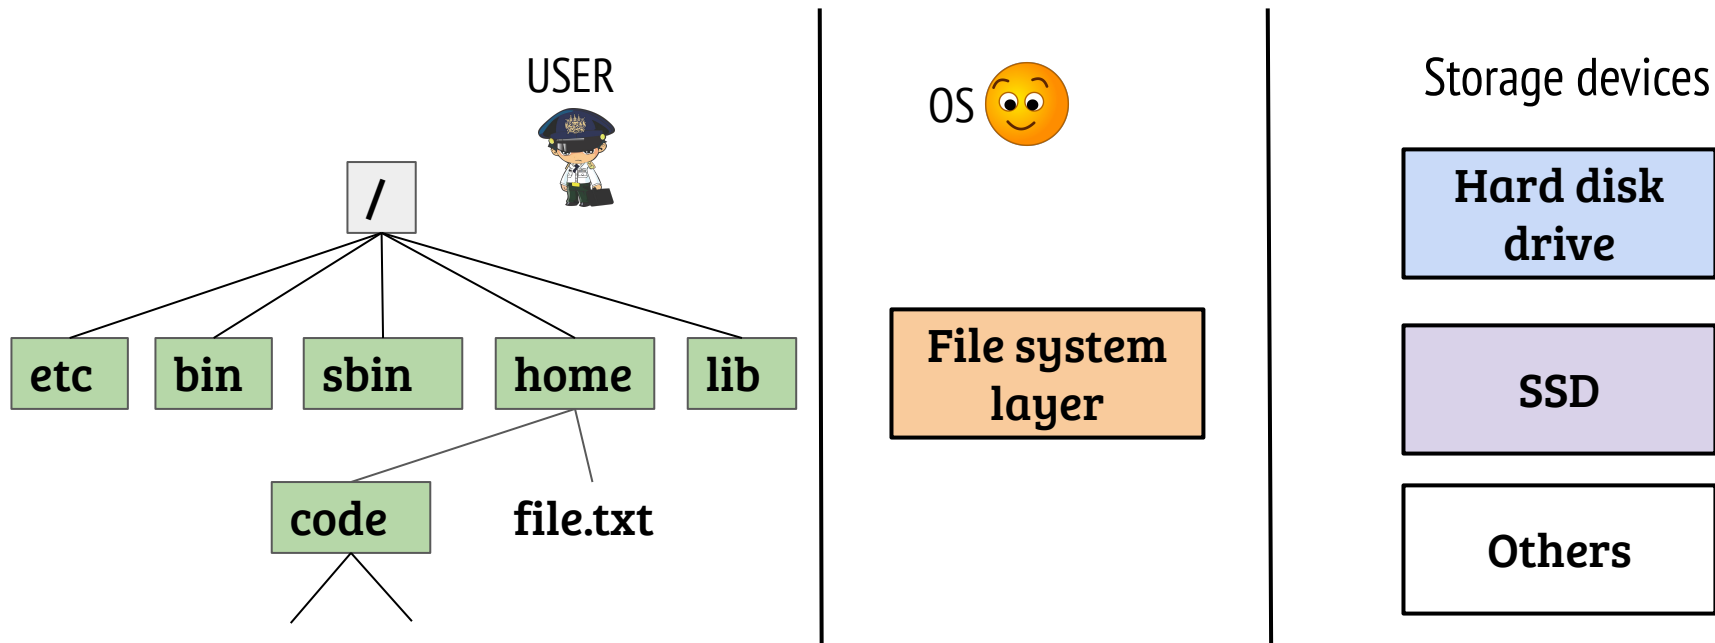 USER
/
etc
bin
sbin
home
lib
code
file.txt
OS
File system
layer
Storage devices
Hard disk
drive
SSD
Others